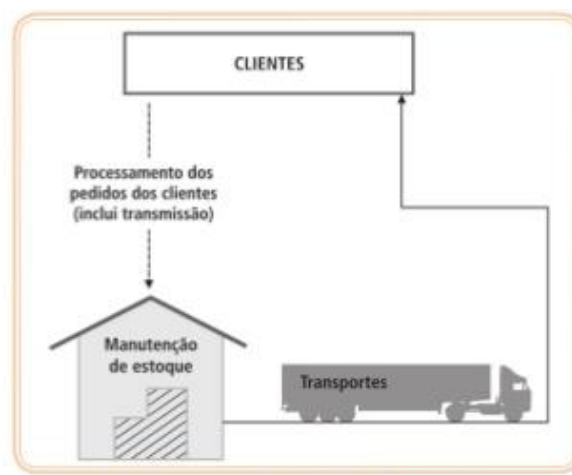 CLIENTES
Processamento dos
pedidos dos clientes
(inclui transmissão)
Manutenção
de estoque
Transportes